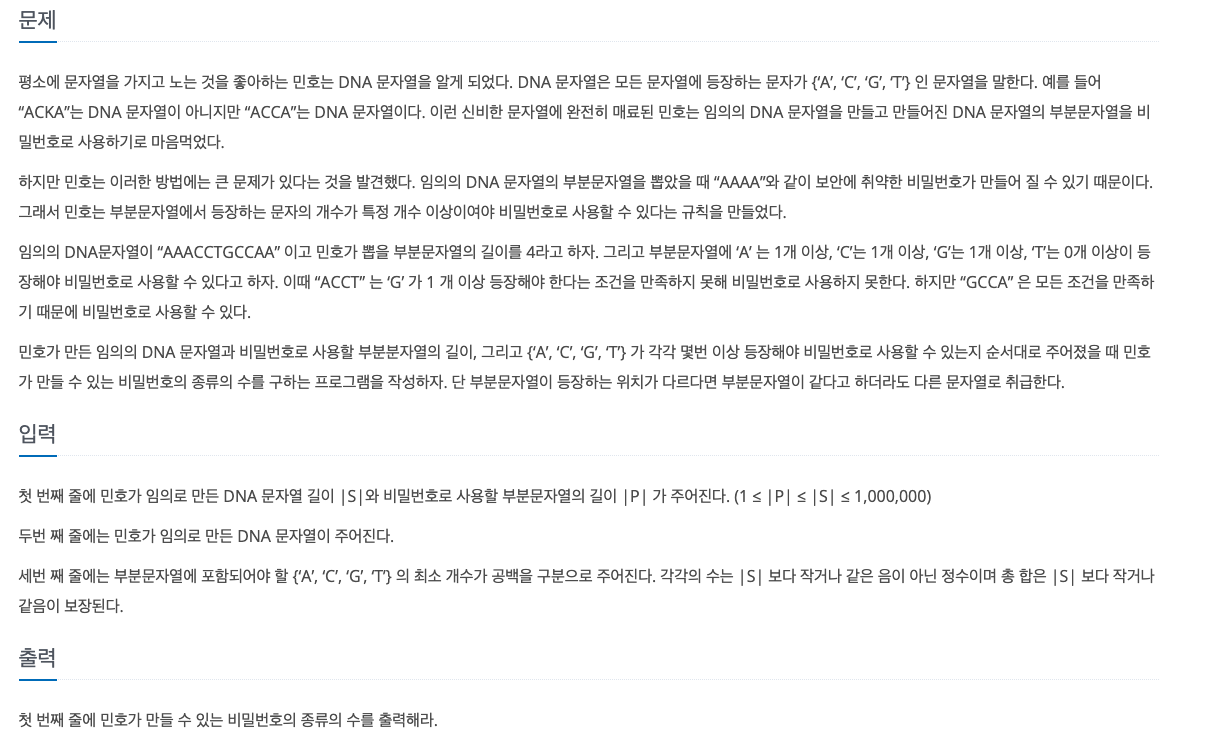 문제
평소에 문자열을 가지고 노는 것을 좋아하는 민호는 DNA 문자열을 알게 되었다. DNA 문자열은 모든 문자열에 등장하는 문자가 {‘A’, ‘C’, ‘G’, ‘T’} 인 문자열을 말한다. 예를 들어
“ACKA”는 DNA 문자열이 아니지만 “ACCA”는 DNA 문자열이다. 이런 신비한 문자열에 완전히 매료된 민호는 임의의 DNA 문자열을 만들고 만들어진 DNA 문자열의 부분문자열을 비
밀번호로 사용하기로 마음먹었다.
하지만 민호는 이러한 방법에는 큰 문제가 있다는 것을 발견했다. 임의의 DNA 문자열의 부분문자열을 뽑았을 때 “AAAA”와 같이 보안에 취약한 비밀번호가 만들어 질 수 있기 때문이다.
그래서 민호는 부분문자열에서 등장하는 문자의 개수가 특정 개수 이상이여야 비밀번호로 사용할 수 있다는 규칙을 만들었다.
임의의 DNA문자열이 “AAACCTGCCAA” 이고 민호가 뽑을 부분문자열의 길이를 4라고 하자. 그리고 부분문자열에 ‘A’ 는 1개 이상, ‘C’는 1개 이상, ‘G’는 1개 이상, ‘T’는 0개 이상이 등
장해야 비밀번호로 사용할 수 있다고 하자. 이때 “ACCT” 는 ‘G’ 가 1 개 이상 등장해야 한다는 조건을 만족하지 못해 비밀번호로 사용하지 못한다. 하지만 “GCCA” 은 모든 조건을 만족하
기 때문에 비밀번호로 사용할 수 있다.
민호가 만든 임의의 DNA 문자열과 비밀번호로 사용할 부분분자열의 길이, 그리고 {‘A’, ‘C’, ‘G’, ‘T’} 가 각각 몇번 이상 등장해야 비밀번호로 사용할 수 있는지 순서대로 주어졌을 때 민호
가 만들 수 있는 비밀번호의 종류의 수를 구하는 프로그램을 작성하자. 단 부분문자열이 등장하는 위치가 다르다면 부분문자열이 같다고 하더라도 다른 문자열로 취급한다.
입력
첫 번째 줄에 민호가 임의로 만든 DNA 문자열 길이 |S|와 비밀번호로 사용할 부분문자열의 길이 |P| 가 주어진다. (1 ≤ |P| ≤ |S| ≤ 1,000,000)
두번 째 줄에는 민호가 임의로 만든 DNA 문자열이 주어진다.
세번 째 줄에는 부분문자열에 포함되어야 할 {‘A’, ‘C’, ‘G’, ‘T’} 의 최소 개수가 공백을 구분으로 주어진다. 각각의 수는 |S| 보다 작거나 같은 음이 아닌 정수이며 총 합은 |S| 보다 작거나
같음이 보장된다.
출력
첫 번째 줄에 민호가 만들 수 있는 비밀번호의 종류의 수를 출력해라.